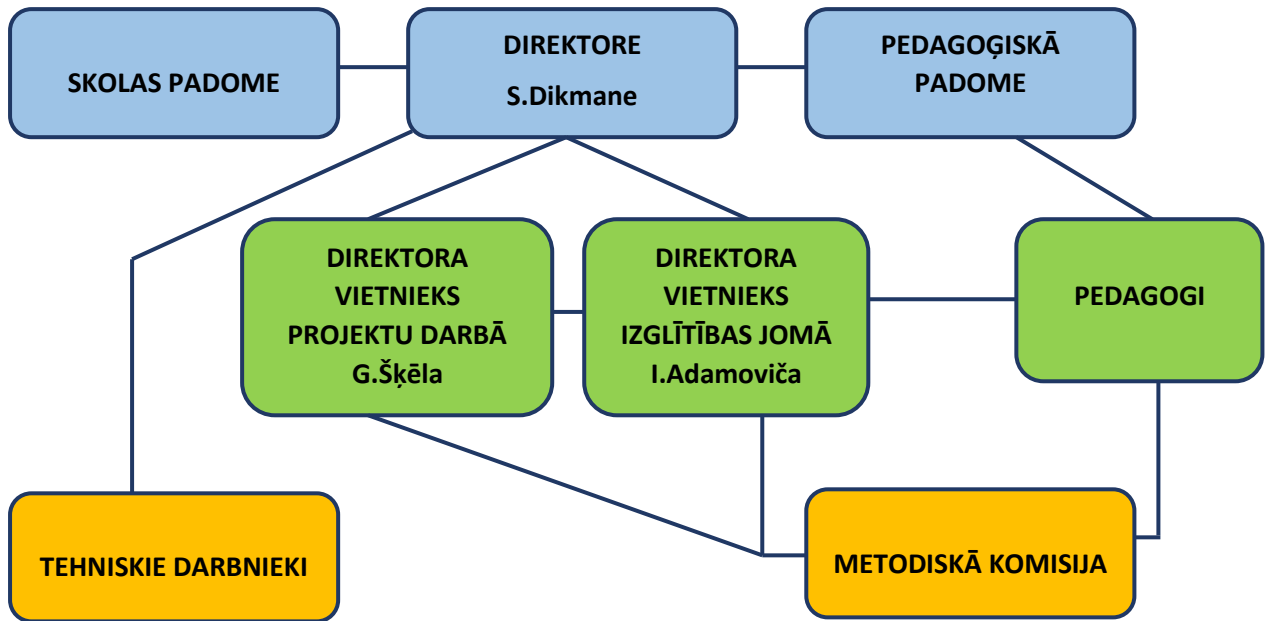 SKOLAS PADOME
DIREKTORE
S.Dikmane
PEDAGOĢISKĀ
PADOME
DIREKTORA
VIETNIEKS
PROJEKTU DARBĀ
G.Šķēla
DIREKTORA
VIETNIEKS
IZGLĪTĪBAS JOMĀ
I.Adamoviča
PEDAGOGI
TEHNISKIE DARBNIEKI
METODISKĀ KOMISIJA